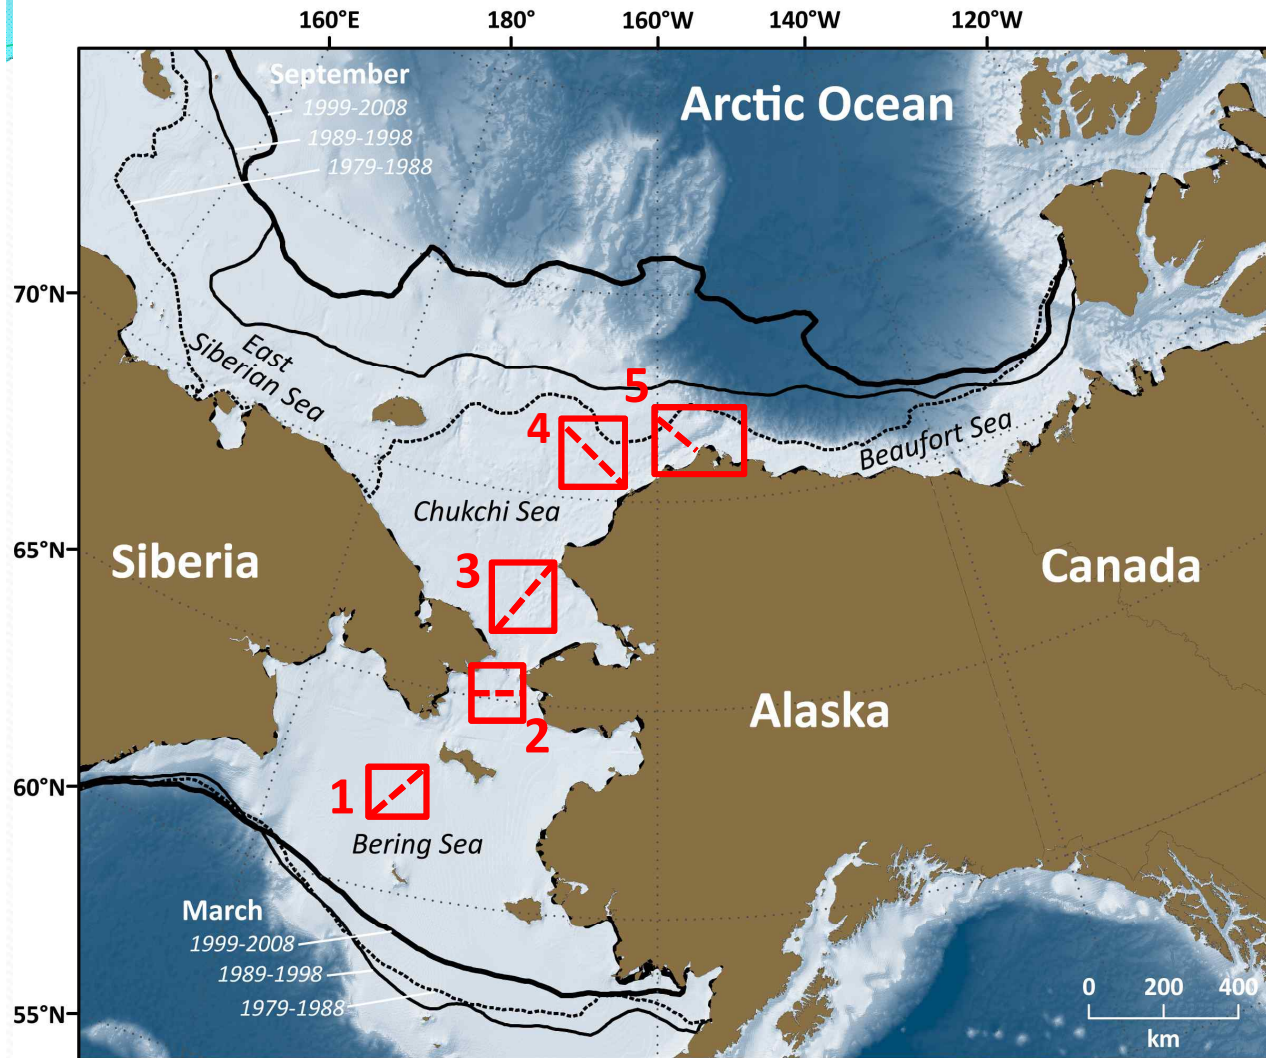 160°E 180° 160°W 140°W 120°W
September
1999-2008
1989-1998
1979-1988
Arctic Ocean
70°N
East
Siberian Sea
5
4
Beaufort Sea
Chukchi Sea
65°N
Siberia
3
Canada
Alaska
2
60°N
1
Bering Sea
March
1999-2008
1989-1998
1979-1988
55°N
0 200 400
km